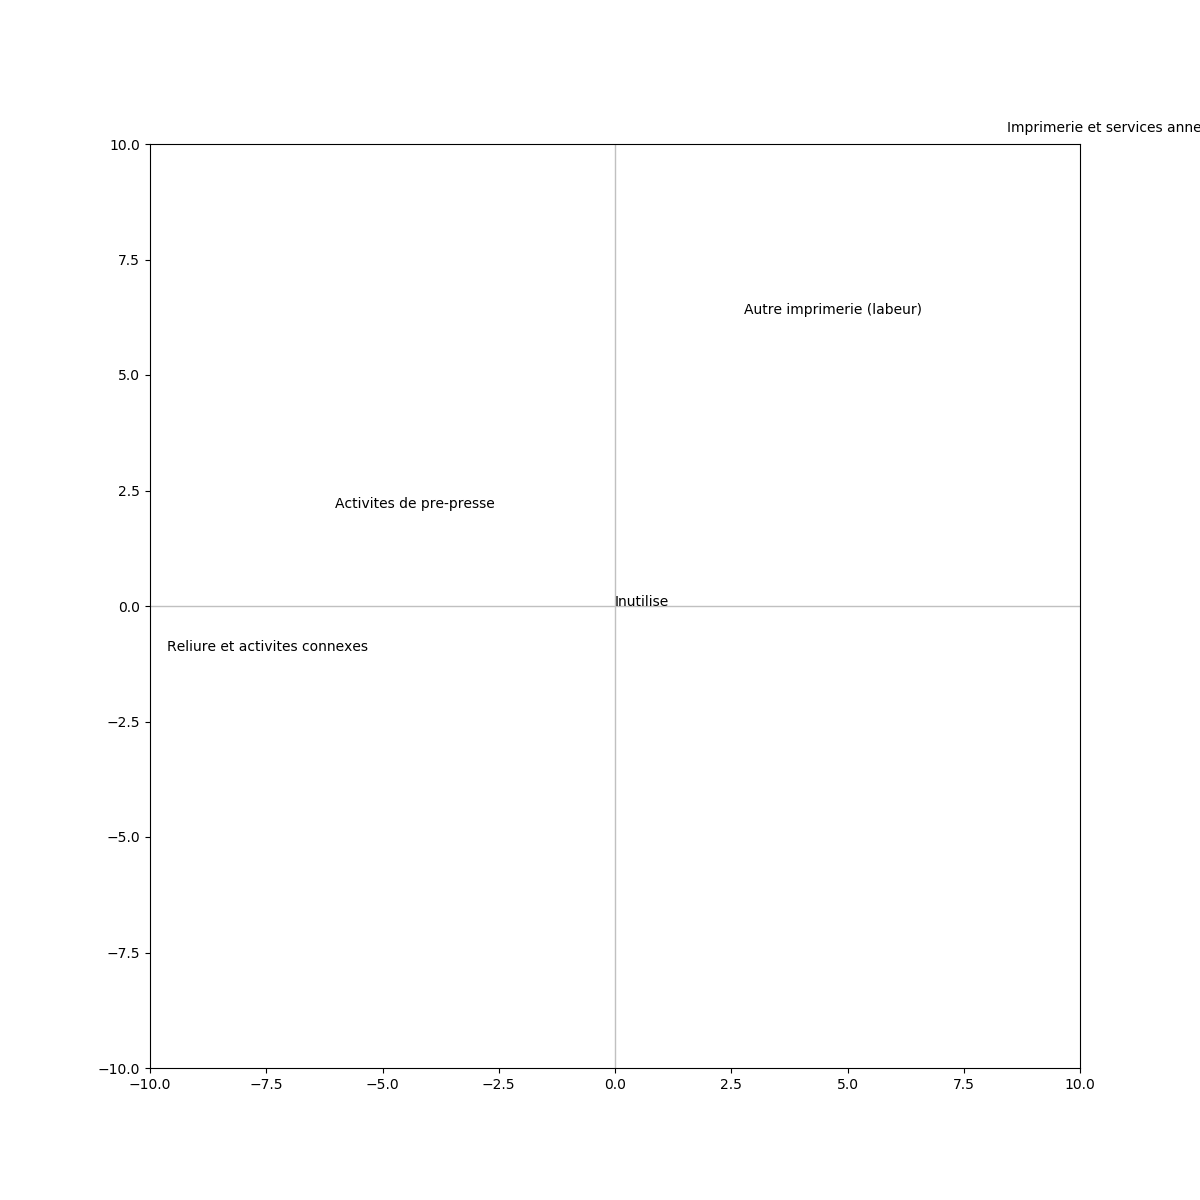 Imprimerie et services anne
10.0
Autre imprimerie (labeur)
7.5
5.0
Activites de pre-presse
2.5
Inutilise
0.0
Reliure et activites connexes
−2.5
−5.0
−7.5
−10.0
−10.0 −7.5 −5.0 −2.5 0.0 2.5 5.0 7.5 10.0